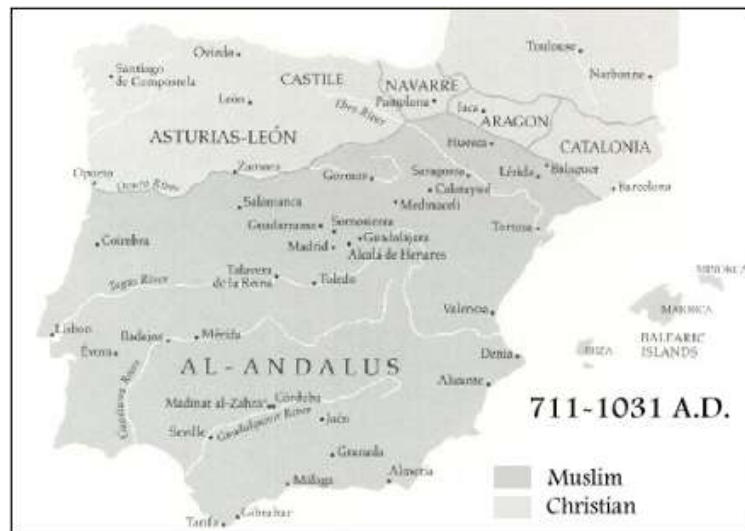 Oviedo
Toulouse
Santiago
de Compostela
CASTILE
NAVARRE
Narbonne
León
Pamplona
Jaca
Ebro River
ARAGON
ASTURIAS-LEÓN
Huesca
CATALONIA
Zamora
Oporto
Gormaz
Saragossa
Lérida
Balaguer
Duero River
Calatayud
Barcelona
Salamanca
Medinaceli
Guadarrama
Somosierra
Tortosa
Coimbra
Guadalajara
Madrid
Alcalá de Henares
MINORCA
Tagus River
Talavera
de la Reina
Toledo
MAJORCA
Valencia
Lisbon
Badajoz
Mérida
BALEARIC
ISLANDS
IBIZA
Évora
Denia
AL-ANDALUS
Alicante
Guadiana River
Madinat al-Zahra
Córdoba
711-1031 A.D.
Seville
Guadalquivir River
Jaén
Granada
Muslim
Málaga
Almería
Christian
Tarifa
Gibraltar